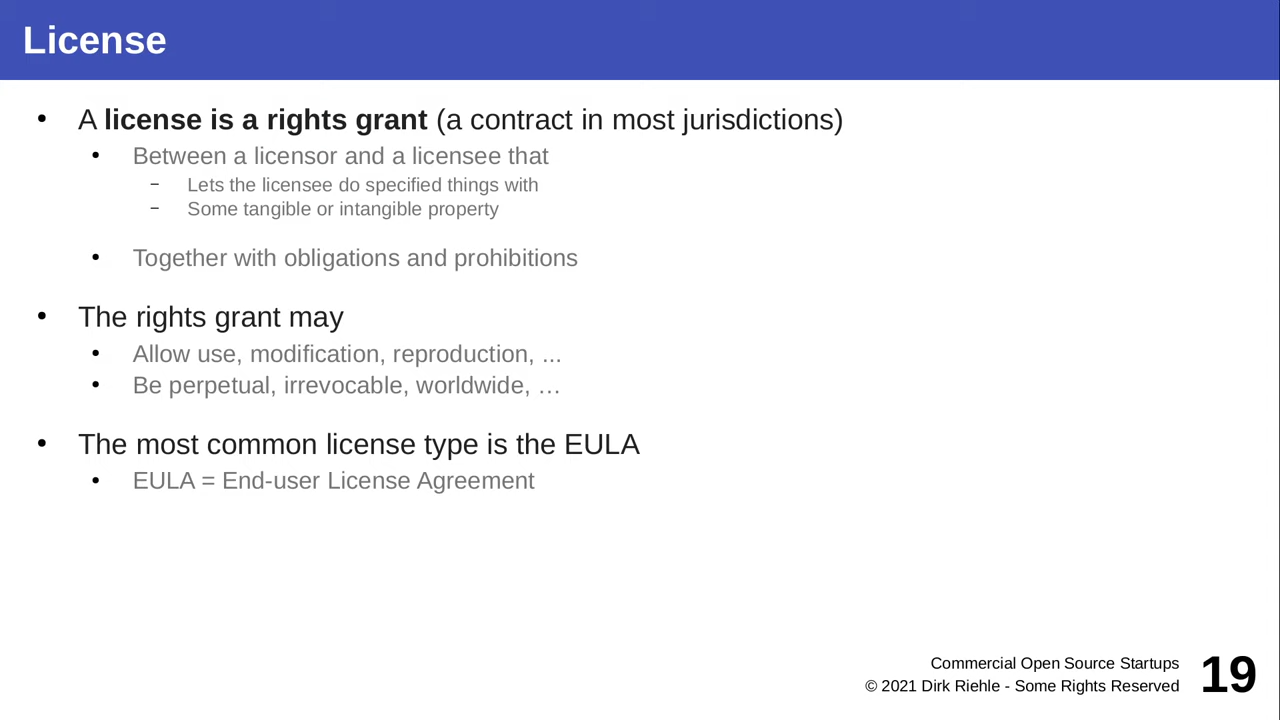 License
• A license is a rights grant (a contract in most jurisdictions)
• Between a licensor and a licensee that
– Lets the licensee do specified things with
– Some tangible or intangible property
• Together with obligations and prohibitions
• The rights grant may
• Allow use, modification, reproduction, ...
• Be perpetual, irrevocable, worldwide, …
• The most common license type is the EULA
• EULA = End-user License Agreement
Commercial Open Source Startups
© 2021 Dirk Riehle - Some Rights Reserved
19